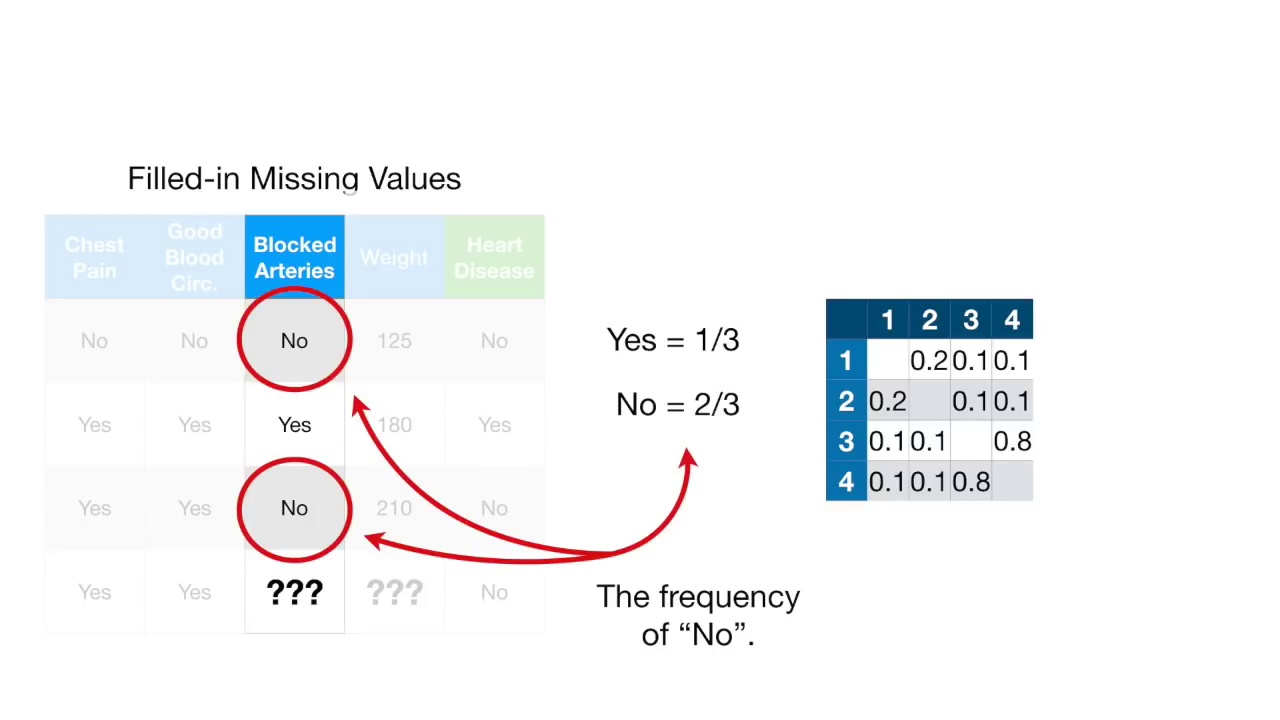 Filled-in Missing Values
Chest Pain Good Blood Circ. Blocked Arteries Weight Heart Disease
No No No 125 No
Yes Yes Yes 180 Yes
Yes Yes No 210 No
Yes Yes ??? ??? No
Yes = 1/3
No = 2/3
The frequency
of “No”.
1 2 3 4
1 0.2 0.1 0.1
2 0.2 0.1 0.1
3 0.1 0.1 0.8
4 0.1 0.1 0.8